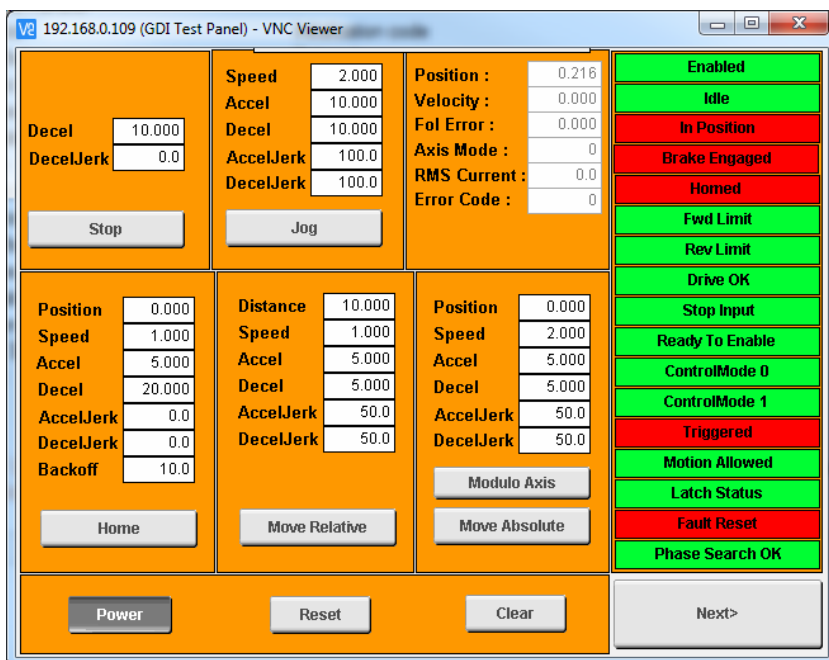 192.168.0.109 (GDI Test Panel) - VNC Viewer
Decel 10.000
DecelJerk 0.0
Stop
Speed 2.000
Accel 10.000
Decel 10.000
AccelJerk 100.0
DecelJerk 100.0
Jog
Position : 0.216
Velocity : 0.000
Fol Error : 0.000
Axis Mode : 0
RMS Current : 0.0
Error Code : 0
Position 0.000
Speed 1.000
Accel 5.000
Decel 20.000
AccelJerk 0.0
DecelJerk 0.0
Backoff 10.0
Home
Distance 10.000
Speed 1.000
Accel 5.000
Decel 5.000
AccelJerk 50.0
DecelJerk 50.0
Move Relative
Position 0.000
Speed 2.000
Accel 5.000
Decel 5.000
AccelJerk 50.0
DecelJerk 50.0
Modulo Axis
Move Absolute
Enabled
Idle
In Position
Brake Engaged
Homed
Fwd Limit
Rev Limit
Drive OK
Stop Input
Ready To Enable
ControlMode 0
ControlMode 1
Triggered
Motion Allowed
Latch Status
Fault Reset
Phase Search OK
Power
Reset
Clear
Next>